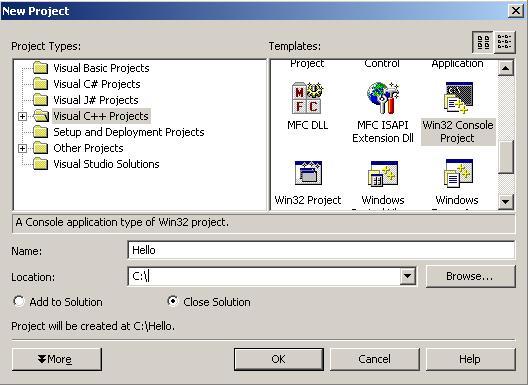 New Project
Project Types:
Templates:
Visual Basic Projects
Visual C# Projects
Visual J# Projects
Visual C++ Projects
Setup and Deployment Projects
Other Projects
Visual Studio Solutions
Project
Control
Application
MFC DLL
MFC ISAPI
Extension Dll
Win32 Console
Project
Win32 Project
Windows
Windows
A Console application type of Win32 project.
Name:
Hello
Location:
C:\
Browse...
Add to Solution
Close Solution
Project will be created at C:\Hello.
More
OK
Cancel
Help